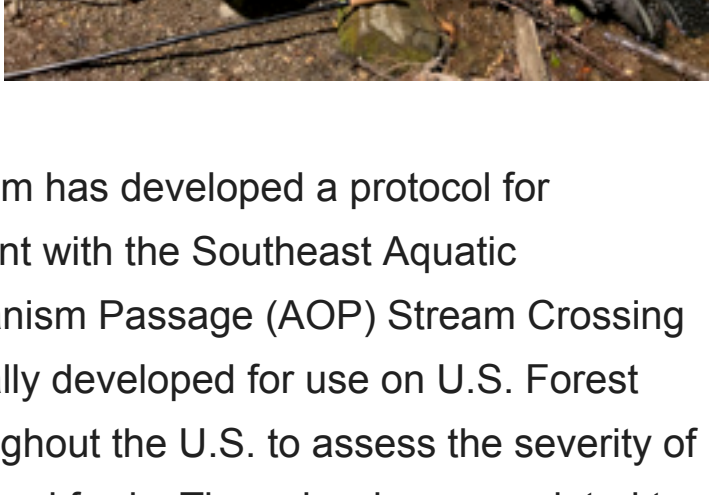 m has developed a protocol for
nt with the Southeast Aquatic
nism Passage (AOP) Stream Crossing
lly developed for use on U.S. Forest
ghout the U.S. to assess the severity of